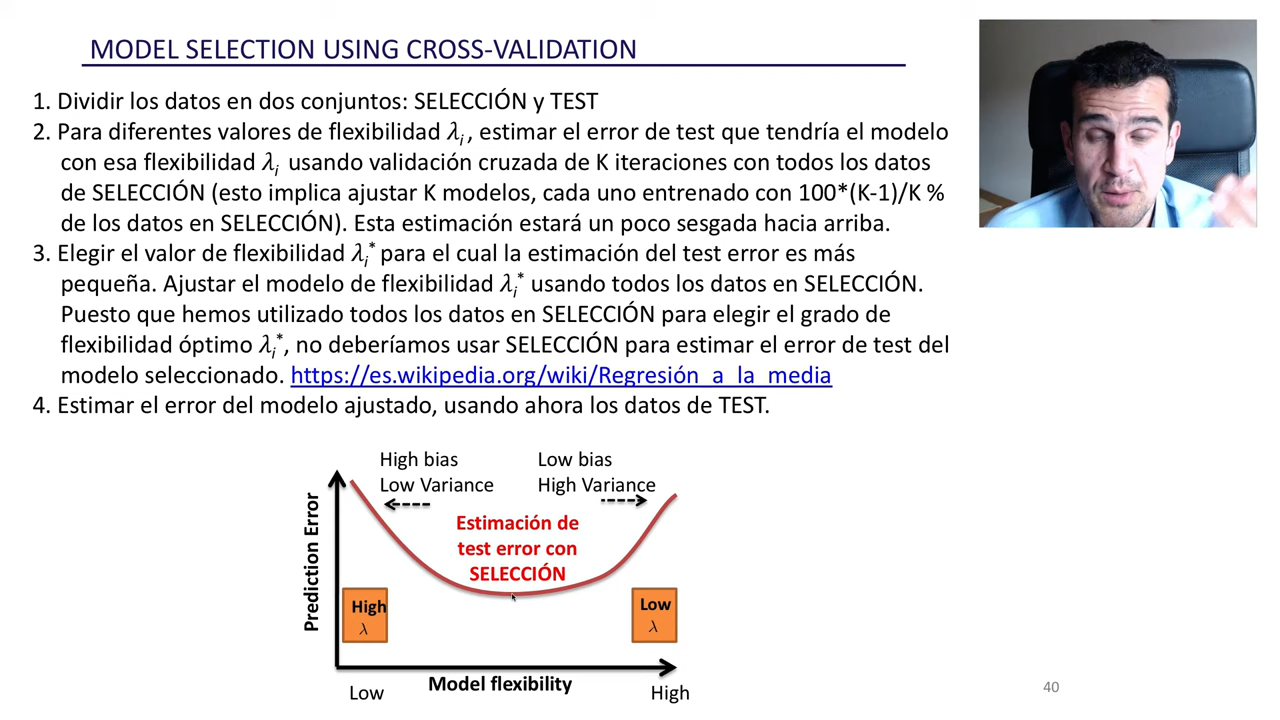 MODEL SELECTION USING CROSS-VALIDATION
1. Dividir los datos en dos conjuntos: SELECCIÓN y TEST
2. Para diferentes valores de flexibilidad λi, estimar el error de test que tendría el modelo
con esa flexibilidad λi usando validación cruzada de K iteraciones con todos los datos
de SELECCIÓN (esto implica ajustar K modelos, cada uno entrenado con 100*(K-1)/K %
de los datos en SELECCIÓN). Esta estimación estará un poco sesgada hacia arriba.
3. Elegir el valor de flexibilidad λi* para el cual la estimación del test error es más
pequeña. Ajustar el modelo de flexibilidad λi* usando todos los datos en SELECCIÓN.
Puesto que hemos utilizado todos los datos en SELECCIÓN para elegir el grado de
flexibilidad óptimo λi*, no deberíamos usar SELECCIÓN para estimar el error de test del
modelo seleccionado. https://es.wikipedia.org/wiki/Regresión_a_la_media
4. Estimar el error del modelo ajustado, usando ahora los datos de TEST.
High bias
Low Variance
Low bias
High Variance
Estimación de
test error con
SELECCIÓN
Prediction Error
High
λ
Low
λ
Low
Model flexibility
High
40